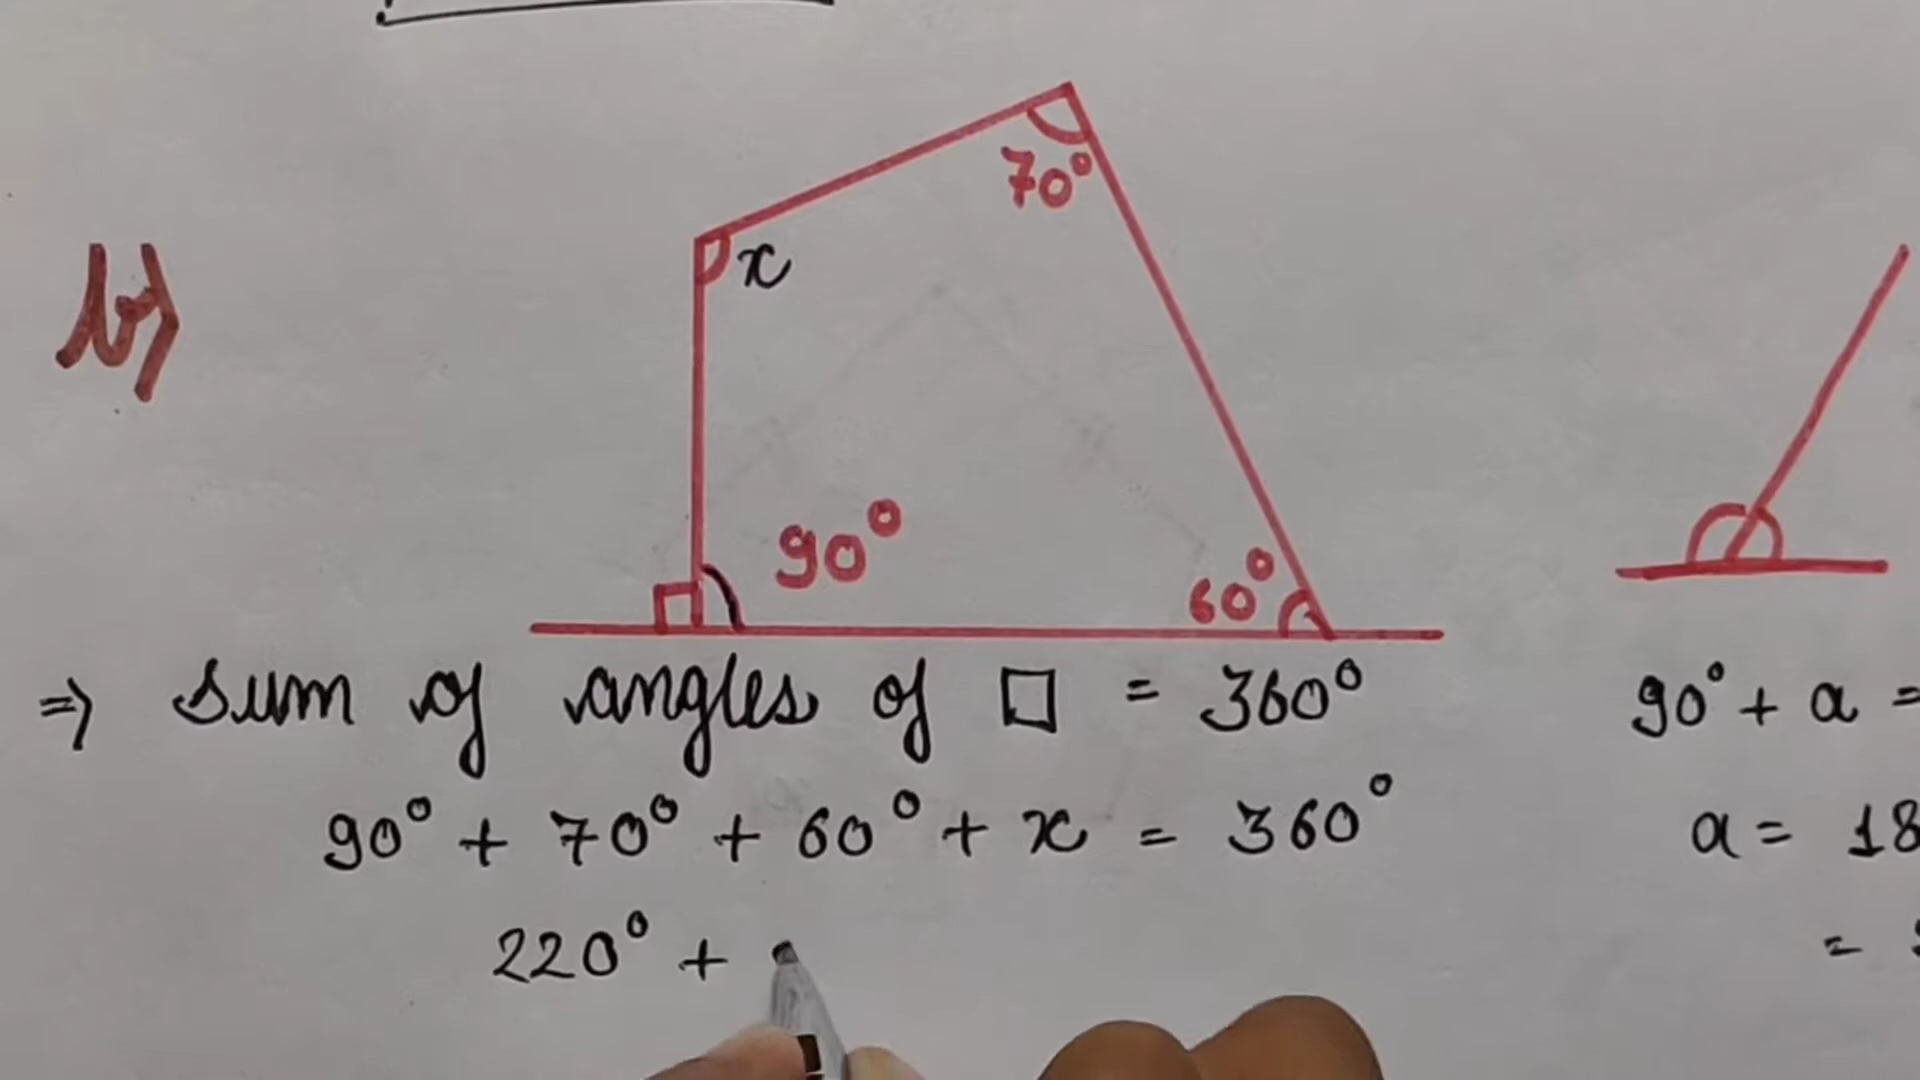 b)
70°
x
90°
60°
⇒ Sum of angles of □ = 360°
90° + 70° + 60° + x = 360°
220° +
90° + a =
a = 18
=